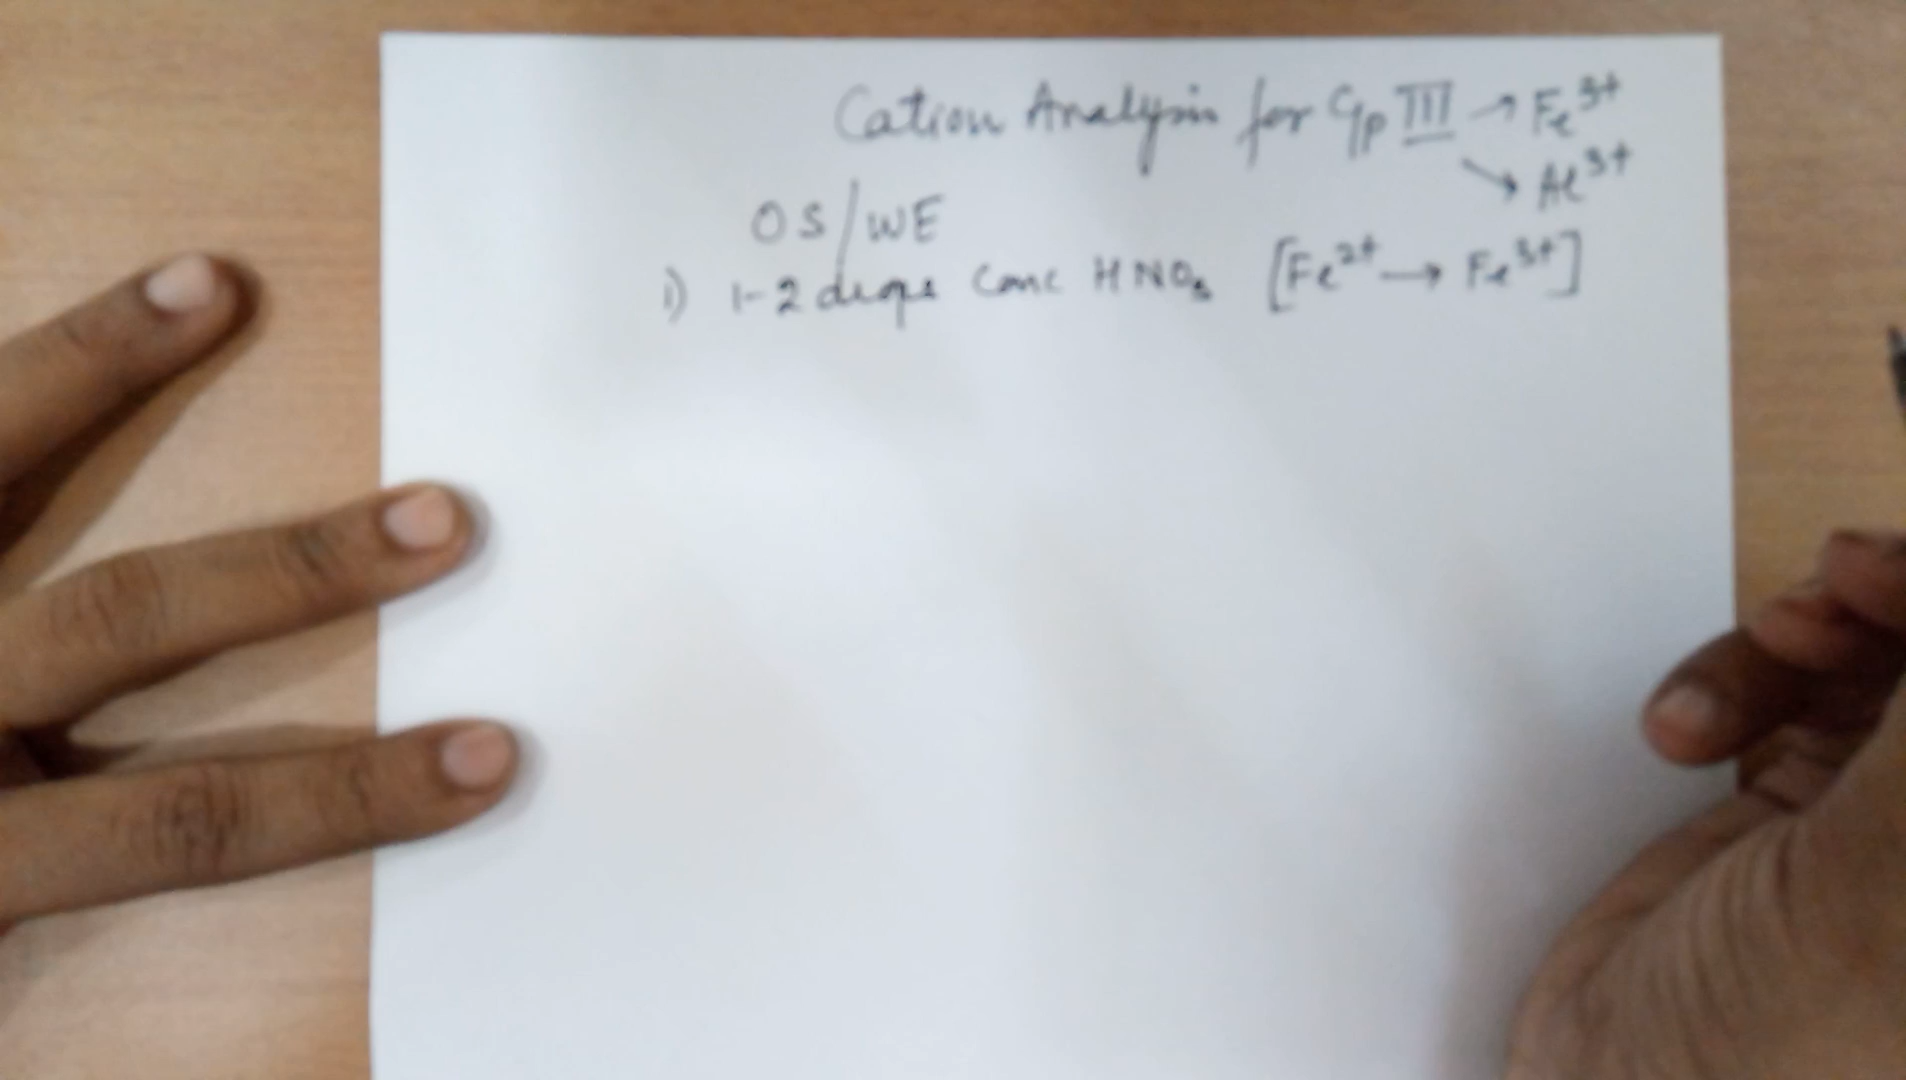 Cation Analysis for Gp III → Fe³⁺
↘ Al³⁺
OS/WE
i) 1-2 drops Conc HNO₃ [Fe²⁺ → Fe³⁺]